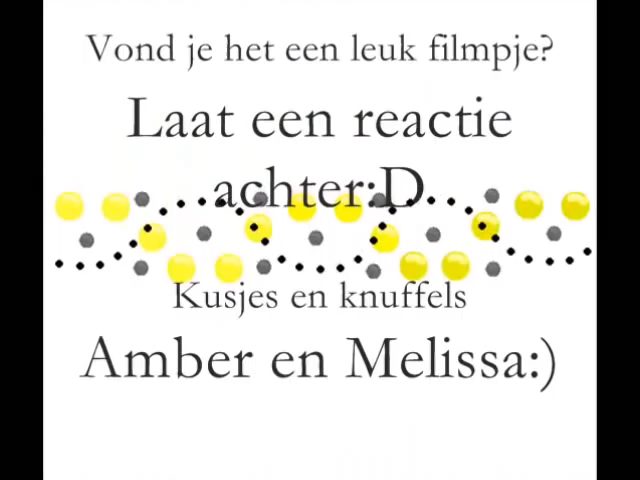 Vond je het een leuk filmpje?
Laat een reactie
achter:D
Kusjes en knuffels
Amber en Melissa:)